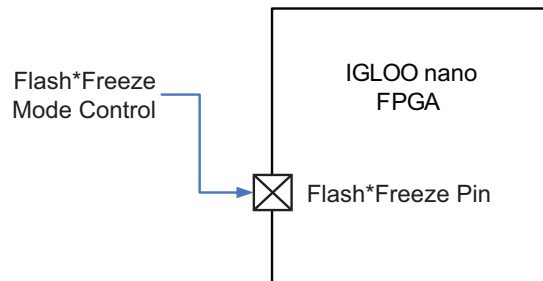 IGLOO nano
FPGA
Flash*Freeze
Mode Control
Flash*Freeze Pin